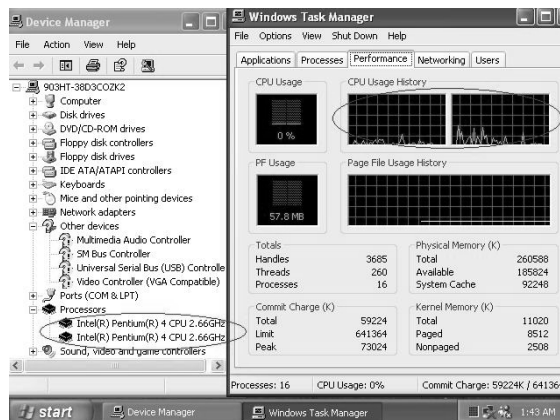 Device Manager
File Action View Help
903HT-38D3COZK2
Computer
Disk drives
DVD/CD-ROM drives
Floppy disk controllers
Floppy disk drives
IDE ATA/ATAPI controllers
Keyboards
Mice and other pointing devices
Network adapters
Other devices
Multimedia Audio Controller
SM Bus Controller
Universal Serial Bus (USB) Controlle
Video Controller (VGA Compatible)
Ports (COM & LPT)
Processors
Intel(R) Pentium(R) 4 CPU 2.66GHz
Intel(R) Pentium(R) 4 CPU 2.66GHz
Sound, video and game controllers
Windows Task Manager
File Options View Shut Down Help
Applications Processes Performance Networking Users
CPU Usage CPU Usage History
0 %
PF Usage Page File Usage History
57.8 MB
Totals
Handles 3685
Threads 260
Processes 16
Physical Memory (K)
Total 260588
Available 185824
System Cache 92248
Commit Charge (K)
Total 59224
Limit 641364
Peak 73024
Kernel Memory (K)
Total 11020
Paged 8512
Nonpaged 2508
Processes: 16 CPU Usage: 0% Commit Charge: 59224K / 64136
start Device Manager Windows Task Manager 1:43 AM